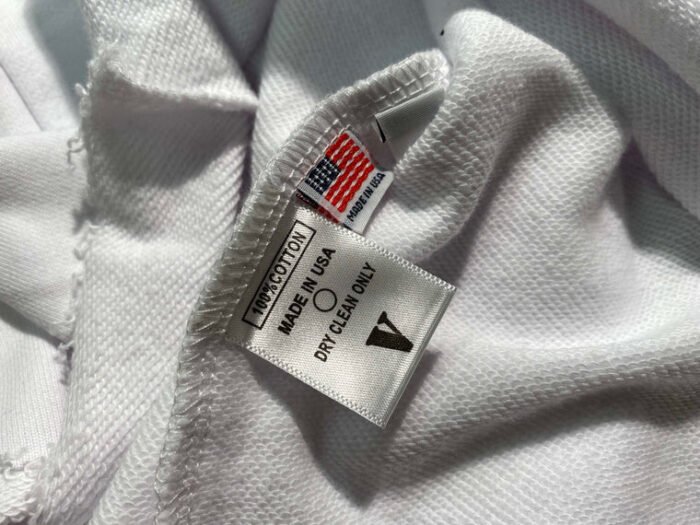 MADE IN USA
100%COTTON
MADE IN USA
DRY CLEAN ONLY
V